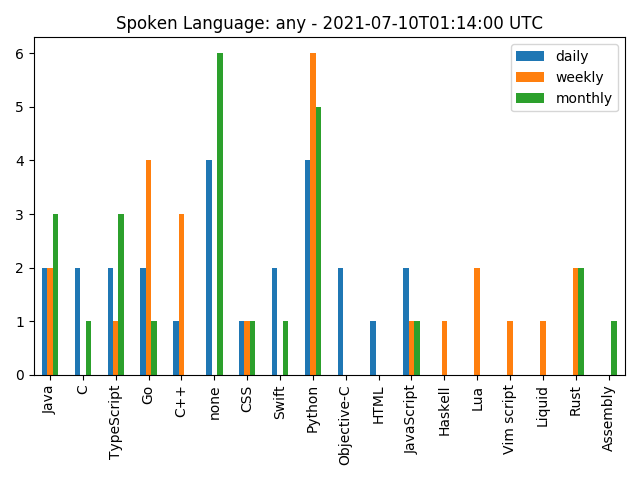 Spoken Language: any - 2021-07-10T01:14:00 UTC
daily
weekly
monthly
6
5
4
3
2
1
0
Java
C
TypeScript
Go
C++
none
CSS
Swift
Python
Objective-C
HTML
JavaScript
Haskell
Lua
Vim script
Liquid
Rust
Assembly